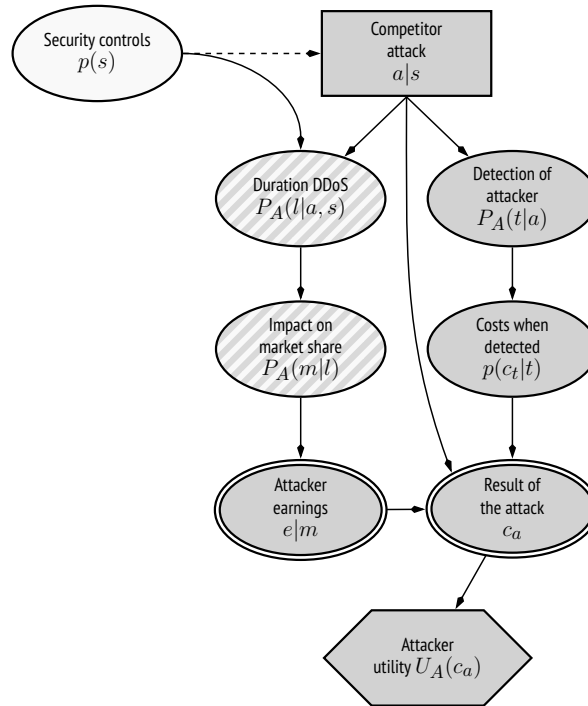 Security controls
p(s)
Competitor
attack
a|s
Duration DDoS
P_A(l|a, s)
Detection of
attacker
P_A(t|a)
Impact on
market share
P_A(m|l)
Costs when
detected
p(c_t|t)
Attacker
earnings
e|m
Result of
the attack
c_a
Attacker
utility U_A(c_a)